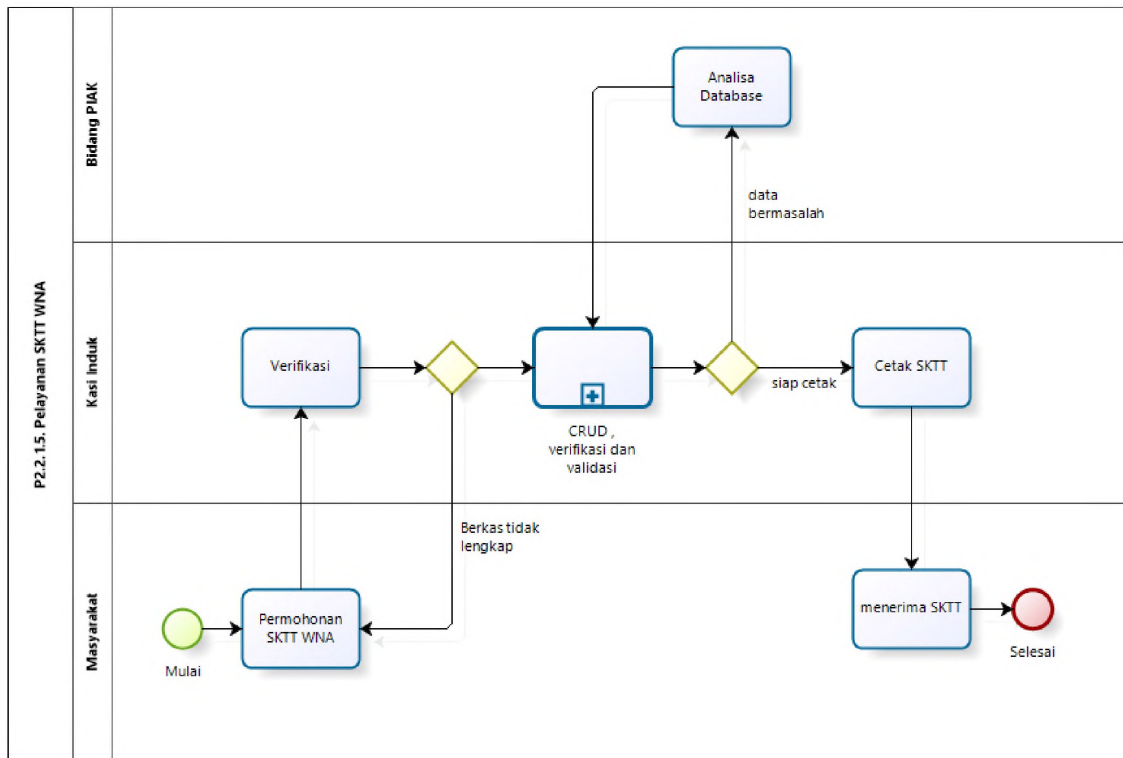 P2.2.1.5. Pelayanan SKTT WNA
Bidang PIAK
Analisa
Database
data
bermasalah
Kasi Induk
Verifikasi
CRUD ,
verifikasi dan
validasi
siap cetak
Cetak SKTT
Masyarakat
Berkas tidak
lengkap
Mulai
Permohonan
SKTT WNA
menerima SKTT
Selesai